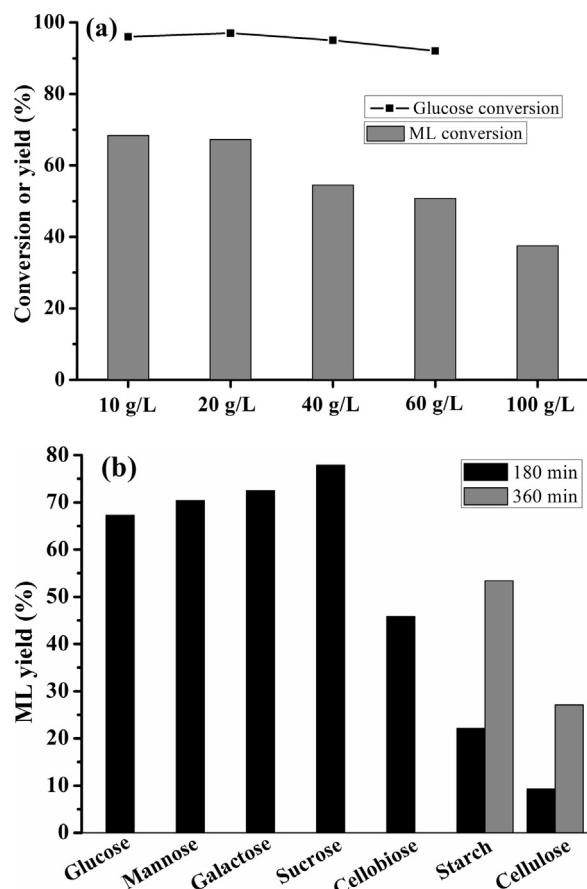 (a)
Conversion or yield (%)
100
80
60
40
20
0
Glucose conversion
ML conversion
10 g/L 20 g/L 40 g/L 60 g/L 100 g/L
(b)
ML yield (%)
80
70
60
50
40
30
20
10
0
180 min
360 min
Glucose Mannose Galactose Sucrose Cellobiose Starch Cellulose